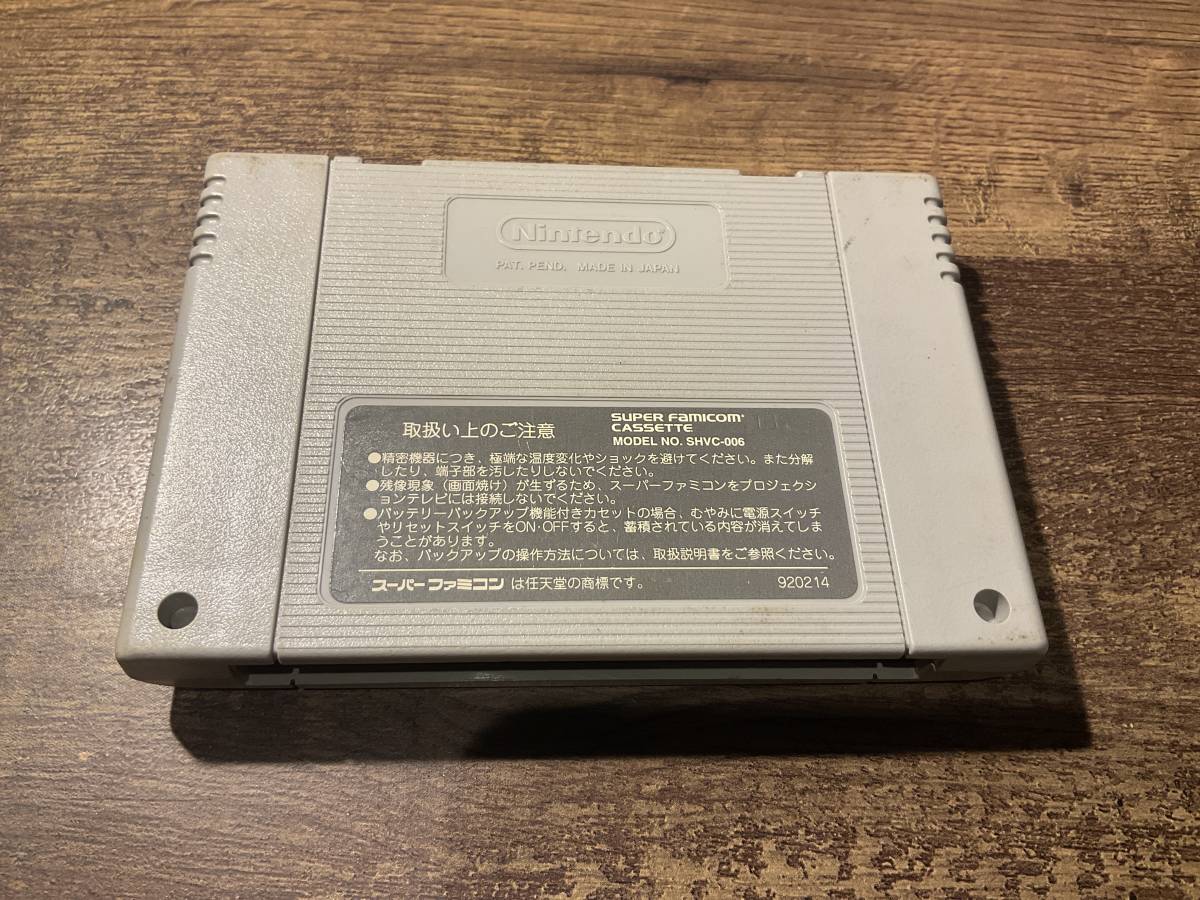 Nintendo®
PAT. PEND. MADE IN JAPAN
取扱い上のご注意
SUPER FAMICOM®
CASSETTE
MODEL NO. SHVC-006
●精密機器につき、極端な温度変化やショックを避けてください。また分解
したり、端子部を汚したりしないでください。
●残像現象（画面焼け）が生ずるため、スーパーファミコンをプロジェクシ
ョンテレビには接続しないでください。
●バッテリーバックアップ機能付きカセットの場合、むやみに電源スイッチ
やリセットスイッチをON·OFFすると、蓄積されている内容が消えてしま
うことがあります。
なお、バックアップの操作方法については、取扱説明書をご参照ください。
スーパーファミコン は任天堂の商標です。
920214